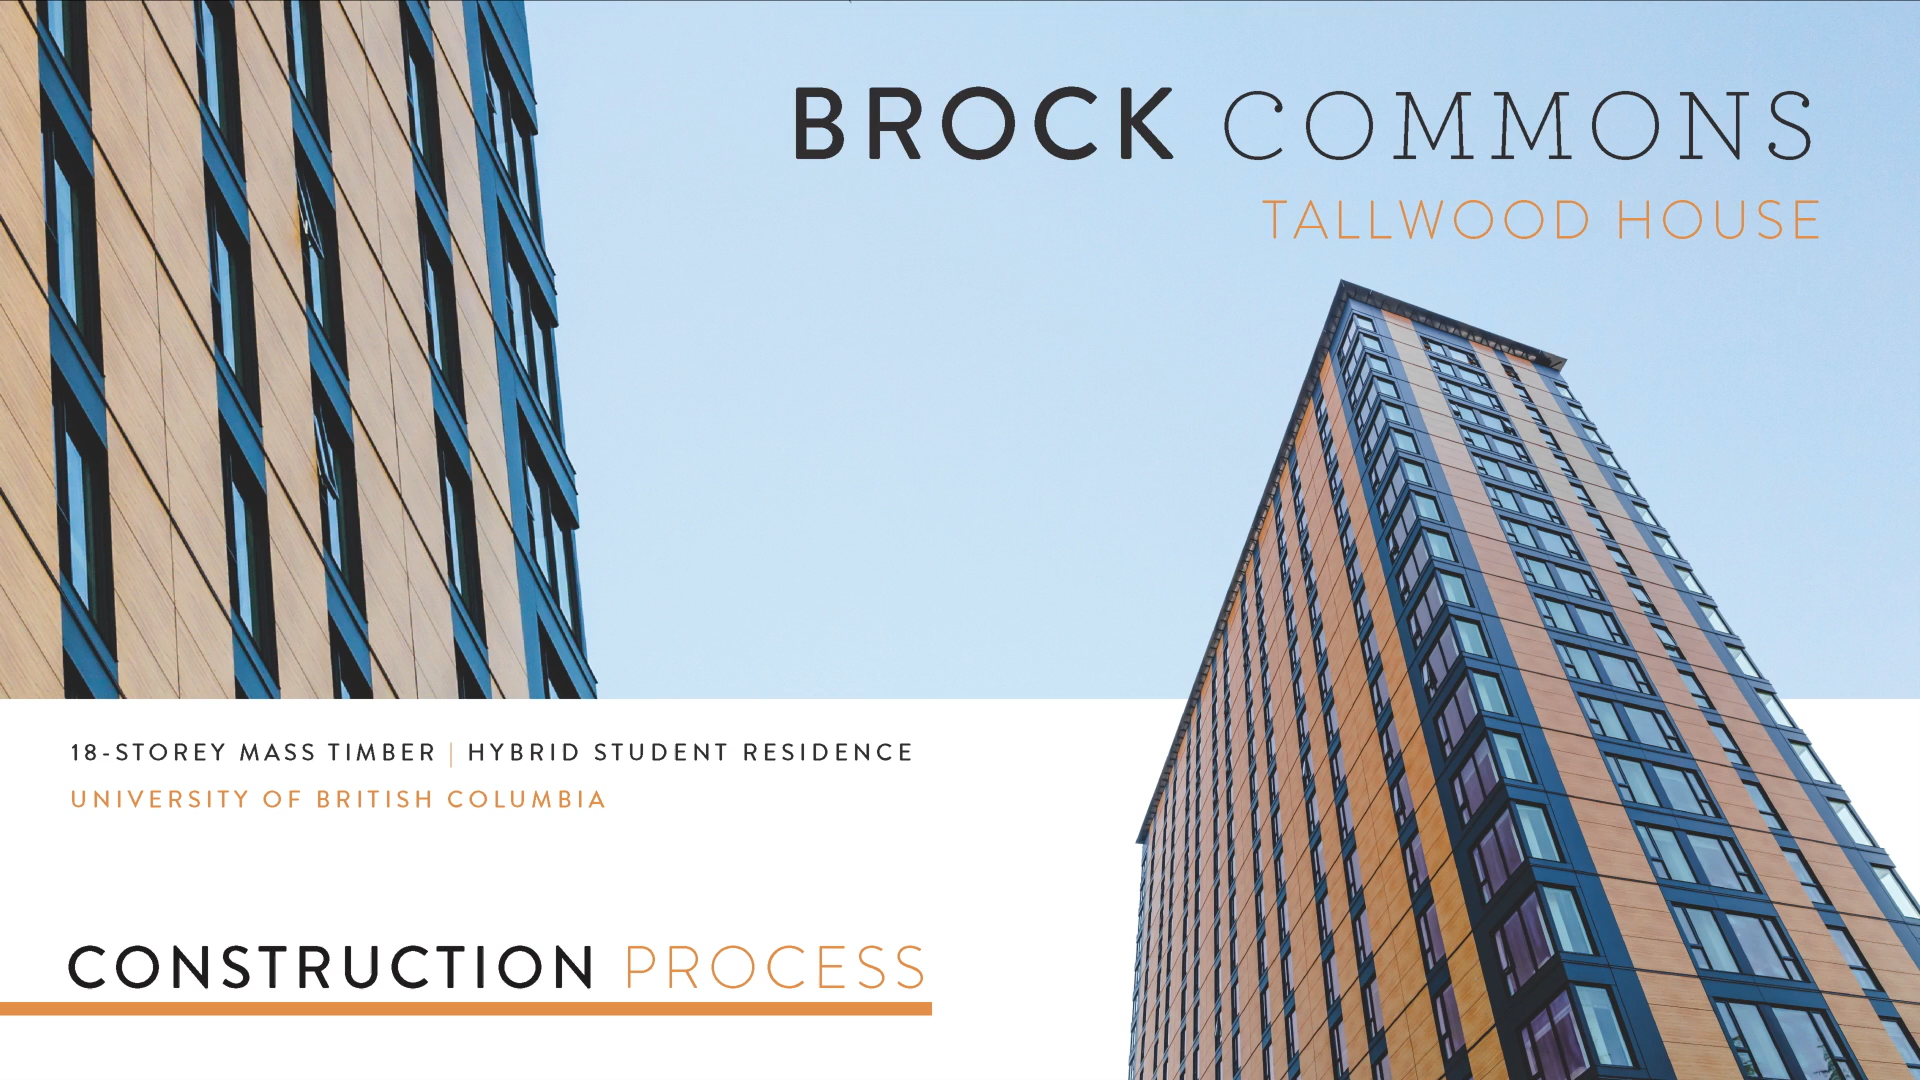 BROCK COMMONS
TALLWOOD HOUSE
18-STOREY MASS TIMBER | HYBRID STUDENT RESIDENCE
UNIVERSITY OF BRITISH COLUMBIA
CONSTRUCTION PROCESS